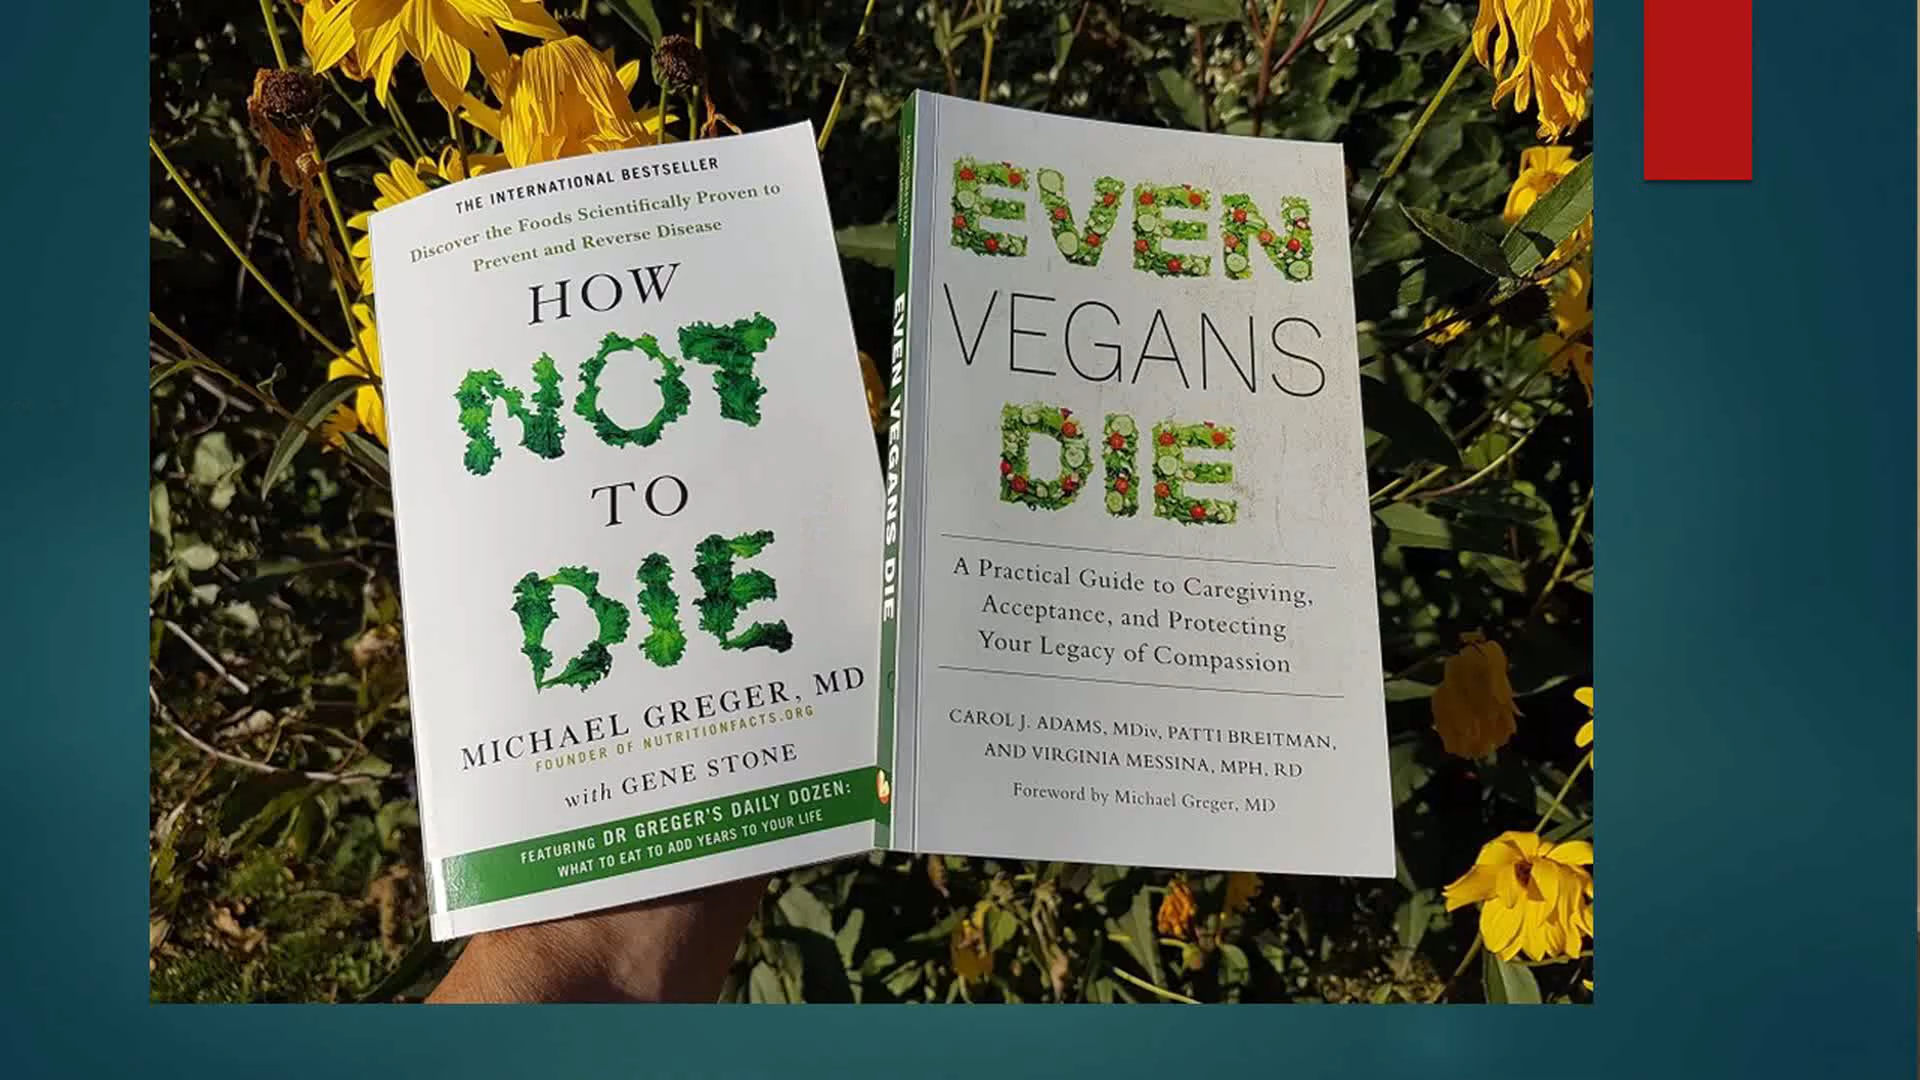 THE INTERNATIONAL BESTSELLER
Discover the Foods Scientifically Proven to
Prevent and Reverse Disease
HOW
NOT
TO
DIE
MICHAEL GREGER, MD
FOUNDER OF NUTRITIONFACTS.ORG
with GENE STONE
FEATURING DR GREGER'S DAILY DOZEN:
WHAT TO EAT TO ADD YEARS TO YOUR LIFE
EVEN VEGANS DIE
EVEN
VEGANS
DIE
A Practical Guide to Caregiving,
Acceptance, and Protecting
Your Legacy of Compassion
CAROL J. ADAMS, MDiv, PATTI BREITMAN,
AND VIRGINIA MESSINA, MPH, RD
Foreword by Michael Greger, MD